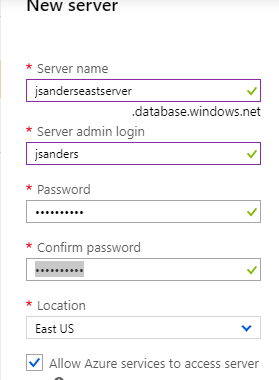 New server
* Server name
jsanderseastserver
.database.windows.net
* Server admin login
jsanders
* Password
••••••••••
* Confirm password
••••••••••
* Location
East US
Allow Azure services to access server